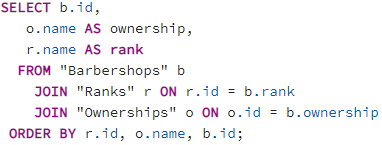 SELECT b.id,
o.name AS ownership,
r.name AS rank
FROM "Barbershops" b
JOIN "Ranks" r ON r.id = b.rank
JOIN "Ownerships" o ON o.id = b.ownership
ORDER BY r.id, o.name, b.id;